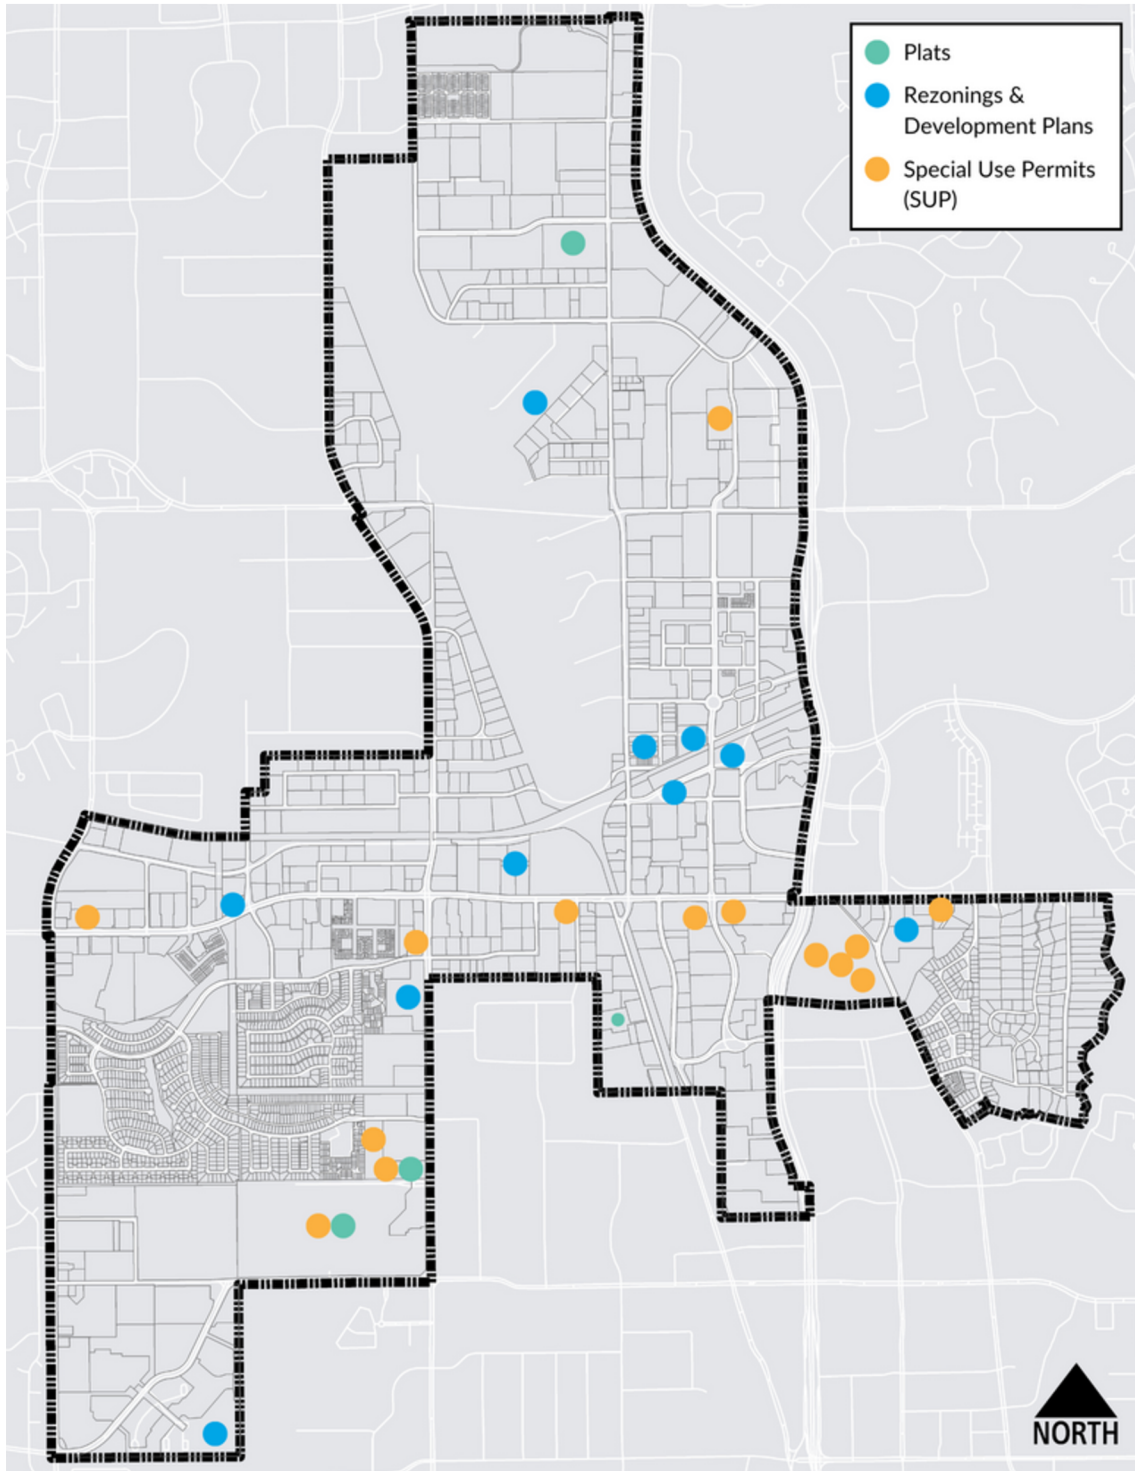 Plats
Rezonings &
Development Plans
Special Use Permits
(SUP)
NORTH